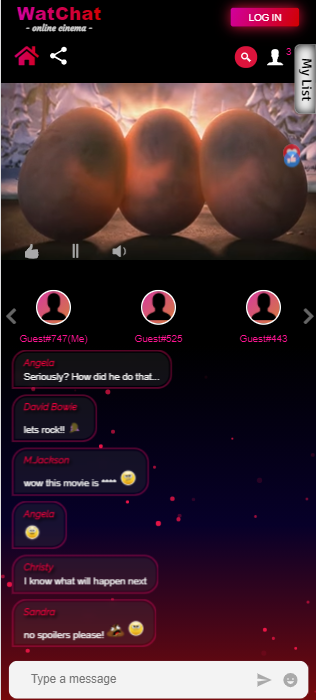 WatChat
- online cinema -
LOG IN
3
My List
Guest#747(Me)
Guest#525
Guest#443
Angela
Seriously? How did he do that...
David Bowie
lets rock!!
M.Jackson
wow this movie is ****
Angela
Christy
I know what will happen next
Sandra
no spoilers please!
Type a message